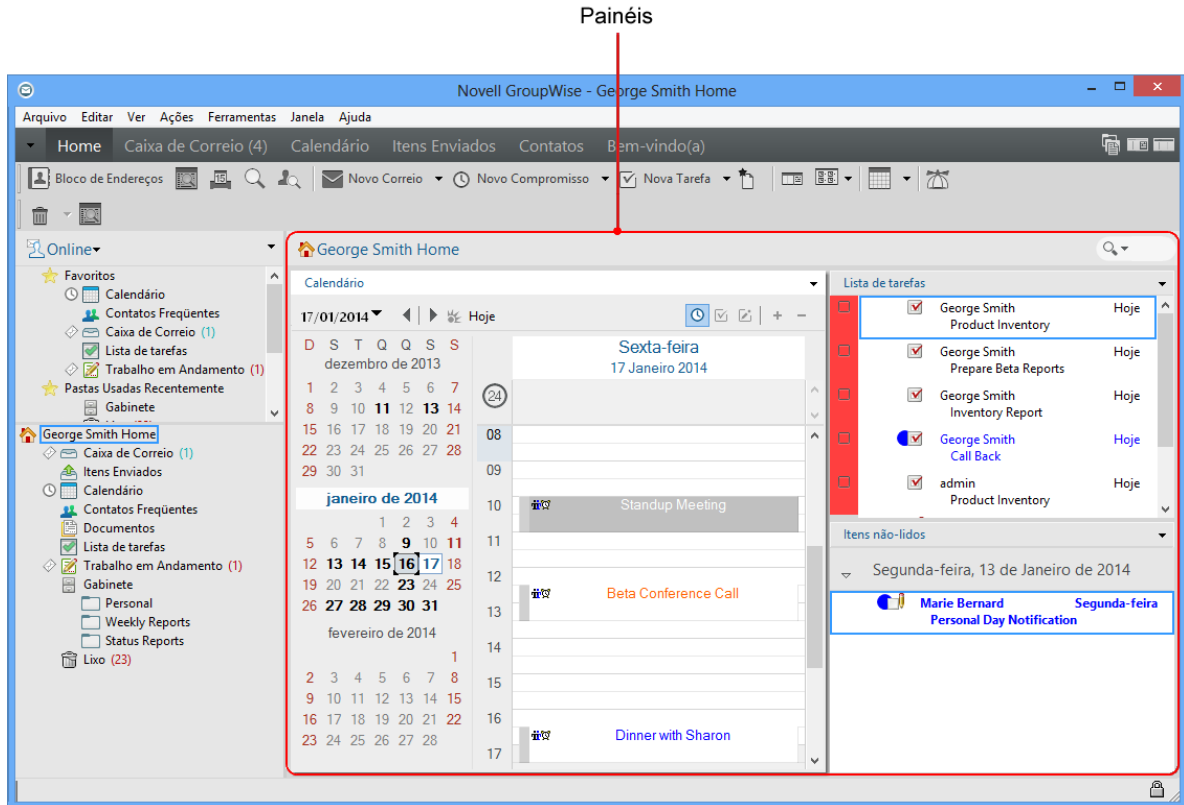 Painéis
Novell GroupWise - George Smith Home
Arquivo Editar Ver Ações Ferramentas Janela Ajuda
Home Caixa de Correio (4) Calendário Itens Enviados Contatos Bem-vindo(a)
Bloco de Endereços 15 Novo Correio Novo Compromisso Nova Tarefa
Online
Favoritos
Calendário
Contatos Freqüentes
Caixa de Correio (1)
Lista de tarefas
Trabalho em Andamento (1)
Pastas Usadas Recentemente
Gabinete
George Smith Home
Caixa de Correio (1)
Itens Enviados
Calendário
Contatos Freqüentes
Documentos
Lista de tarefas
Trabalho em Andamento (1)
Gabinete
Personal
Weekly Reports
Status Reports
Lixo (23)
George Smith Home
Calendário
17/01/2014 Hoje
D S T Q Q S S
dezembro de 2013
1 2 3 4 5 6 7
8 9 10 11 12 13 14
15 16 17 18 19 20 21
22 23 24 25 26 27 28
29 30 31
janeiro de 2014
1 2 3 4
5 6 7 8 9 10 11
12 13 14 15 16 17 18
19 20 21 22 23 24 25
26 27 28 29 30 31
fevereiro de 2014
1
2 3 4 5 6 7 8
9 10 11 12 13 14 15
16 17 18 19 20 21 22
23 24 25 26 27 28
Sexta-feira
17 Janeiro 2014
24
08
09
10 Standup Meeting
11
12
Beta Conference Call
13
14
15
16
Dinner with Sharon
17
Lista de tarefas
George Smith Hoje
Product Inventory
George Smith Hoje
Prepare Beta Reports
George Smith Hoje
Inventory Report
George Smith Hoje
Call Back
admin Hoje
Product Inventory
Itens não-lidos
Segunda-feira, 13 de Janeiro de 2014
Marie Bernard Segunda-feira
Personal Day Notification